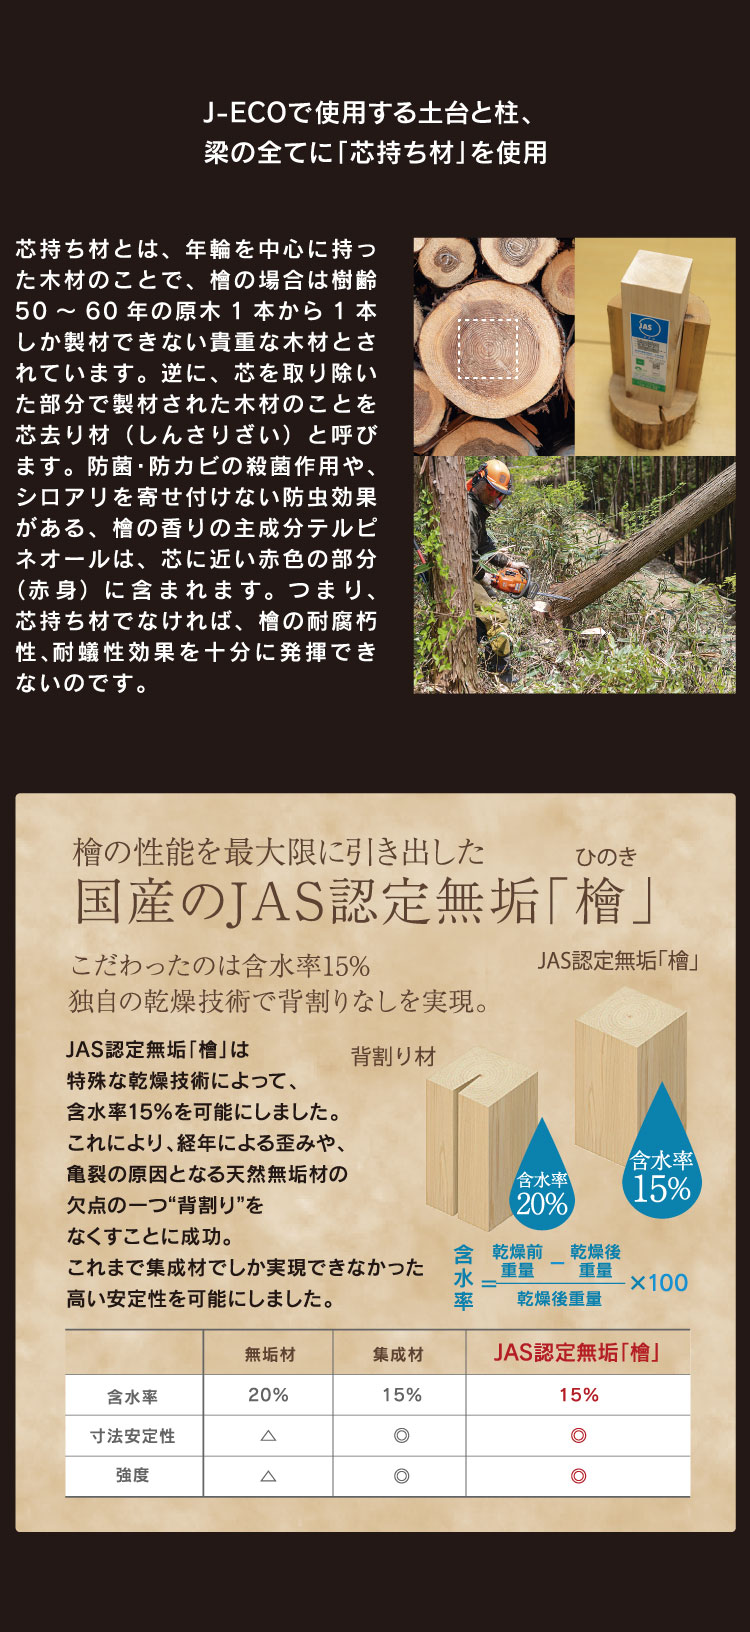 J-ECOで使用する土台と柱、
梁の全てに「芯持ち材」を使用
芯持ち材とは、年輪を中心に持っ
た木材のことで、檜の場合は樹齢
50 〜 60 年の原木 1 本から 1 本
しか製材できない貴重な木材とさ
れています。逆に、芯を取り除い
た部分で製材された木材のことを
芯去り材（しんさりざい）と呼び
ます。防菌・防カビの殺菌作用や、
シロアリを寄せ付けない防虫効果
がある、檜の香りの主成分テルピ
ネオールは、芯に近い赤色の部分
（赤身）に含まれます。つまり、
芯持ち材でなければ、檜の耐腐朽
性、耐蟻性効果を十分に発揮でき
ないのです。
JAS
檜の性能を最大限に引き出した
ひのき
国産のJAS認定無垢「檜」
こだわったのは含水率15%
独自の乾燥技術で背割りなしを実現。
JAS認定無垢「檜」
背割り材
JAS認定無垢「檜」は
特殊な乾燥技術によって、
含水率15%を可能にしました。
これにより、経年による歪みや、
亀裂の原因となる天然無垢材の
欠点の一つ“背割り”を
なくすことに成功。
これまで集成材でしか実現できなかった
高い安定性を可能にしました。
含水率
20%
含水率
15%
含水率 = 乾燥前重量 − 乾燥後重量
乾燥後重量
×100
無垢材 集成材 JAS認定無垢「檜」
含水率 20% 15% 15%
寸法安定性 △ ◎ ◎
強度 △ ◎ ◎